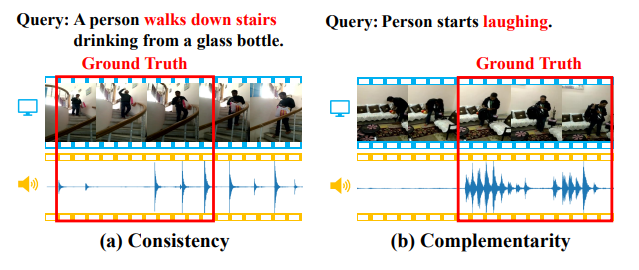 Query: A person walks down stairs
drinking from a glass bottle.
Ground Truth
(a) Consistency
Query: Person starts laughing.
Ground Truth
(b) Complementarity